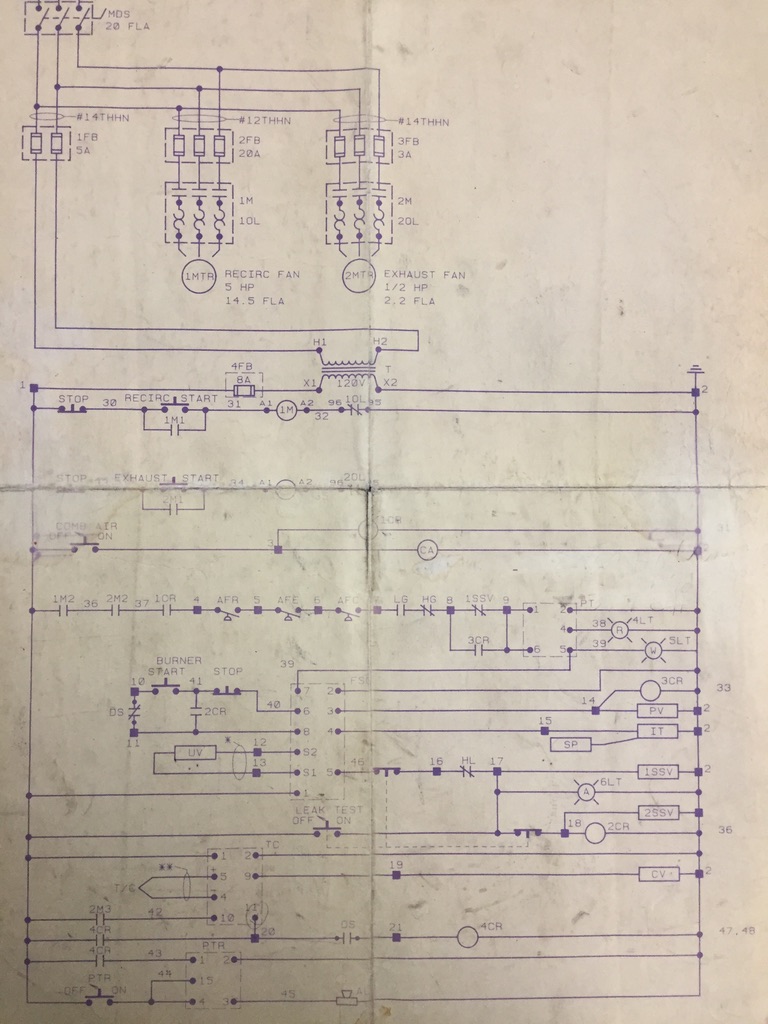 MDS
20 FLA
#14THHN #12THHN #14THHN
1FB 2FB 3FB
5A 20A 3A
1M 2M
1OL 2OL
1MTR RECIRC FAN 2MTR EXHAUST FAN
5 HP 1/2 HP
14.5 FLA 2.2 FLA
H1 H2
4FB T
8A X1 120V X2
1 2
STOP 30 RECIRC START 31 A1 1M A2 32 96 1OL 95
1M1
STOP EXHAUST START 34 A1 A2 96 2OL
2M1
1CR 31
COMB AIR
OFF ON 3 CA
1M2 36 2M2 37 1CR 4 AFR 5 AFE 6 AFC 7 LG HG 8 1SSV 9 1 2 PT
4 38 R 4LT
3CR 6 5 39 W 5LT
BURNER 39
START STOP FS 3CR 33
10 41 7 2 14
DS 2CR 40 6 3 PV 2
11 8 4 15 IT 2
* SP
UV 12 S2
13 S1 5 46 16 HL 17 1SSV 2
1 A 6LT
LEAK TEST 2SSV
OFF ON 18 2CR 36
TC
1 2
** 5 9 19 CV 2
T/C 4
2M3 42 10 11
4CR 20 DS 21 4CR 47,48
4CR 43 PTR
1 2
PTR 44 15
OFF ON 4 3 45 A